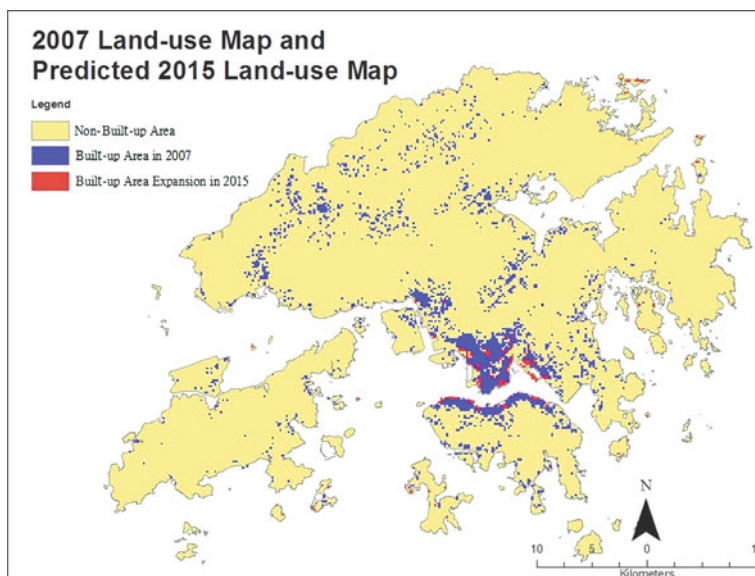 2007 Land-use Map and
Predicted 2015 Land-use Map
Legend
Non-Built-up Area
Built-up Area in 2007
Built-up Area Expansion in 2015
N
10 5 0
Kilometers